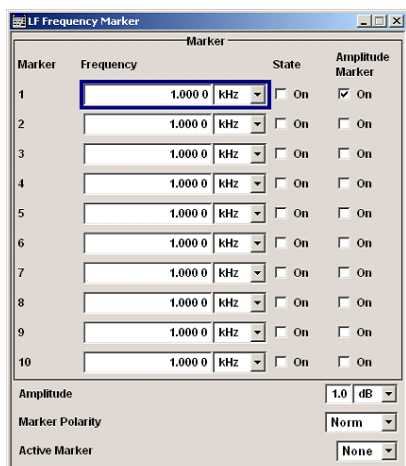 LF Frequency Marker
Marker
Marker Frequency State Amplitude Marker
1 1.000 0 kHz On On
2 1.000 0 kHz On On
3 1.000 0 kHz On On
4 1.000 0 kHz On On
5 1.000 0 kHz On On
6 1.000 0 kHz On On
7 1.000 0 kHz On On
8 1.000 0 kHz On On
9 1.000 0 kHz On On
10 1.000 0 kHz On On
Amplitude 1.0 dB
Marker Polarity Norm
Active Marker None